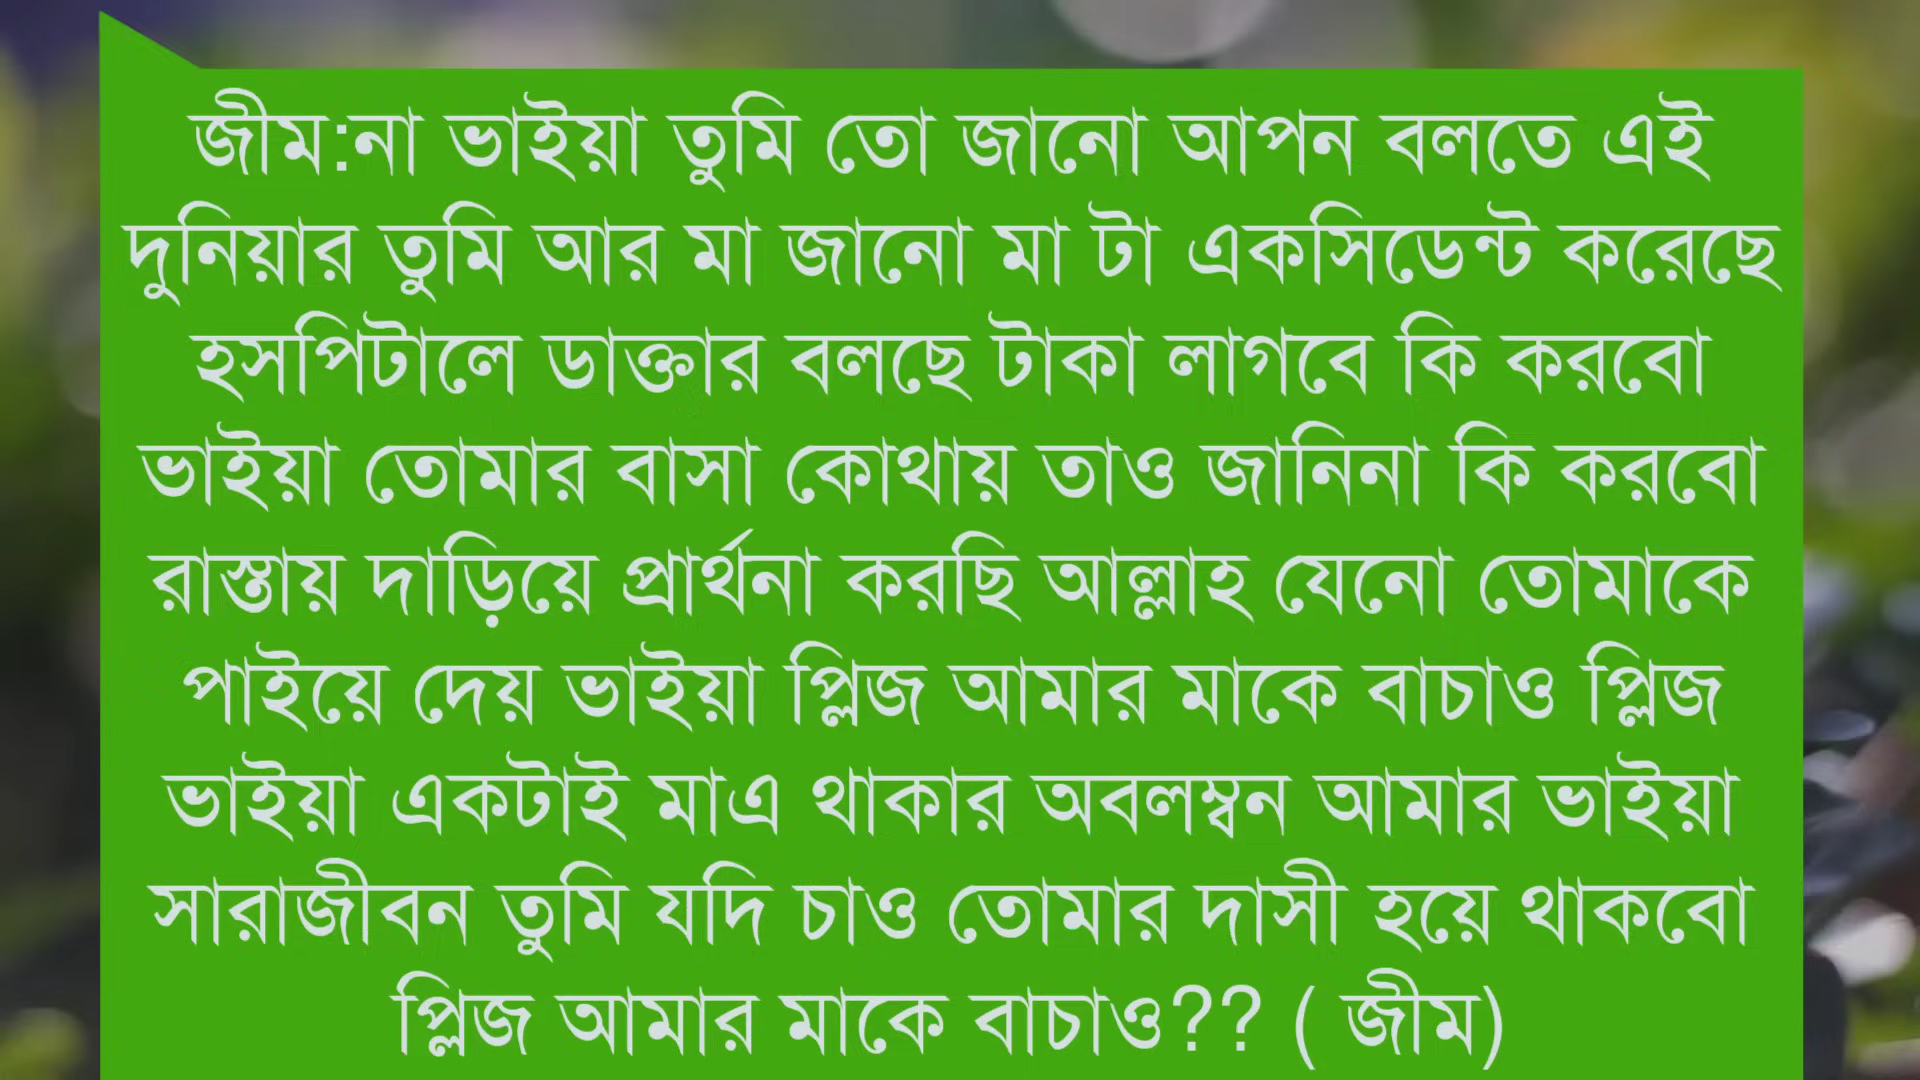 জীম:না ভাইয়া তুমি তো জানো আপন বলতে এই
দুনিয়ার তুমি আর মা জানো মা টা একসিডেন্ট করেছে
হসপিটালে ডাক্তার বলছে টাকা লাগবে কি করবো
ভাইয়া তোমার বাসা কোথায় তাও জানিনা কি করবো
রাস্তায় দাড়িয়ে প্রার্থনা করছি আল্লাহ যেনো তোমাকে
পাইয়ে দেয় ভাইয়া প্লিজ আমার মাকে বাচাও প্লিজ
ভাইয়া একটাই মাএ থাকার অবলম্বন আমার ভাইয়া
সারাজীবন তুমি যদি চাও তোমার দাসী হয়ে থাকবো
প্লিজ আমার মাকে বাচাও?? ( জীম)